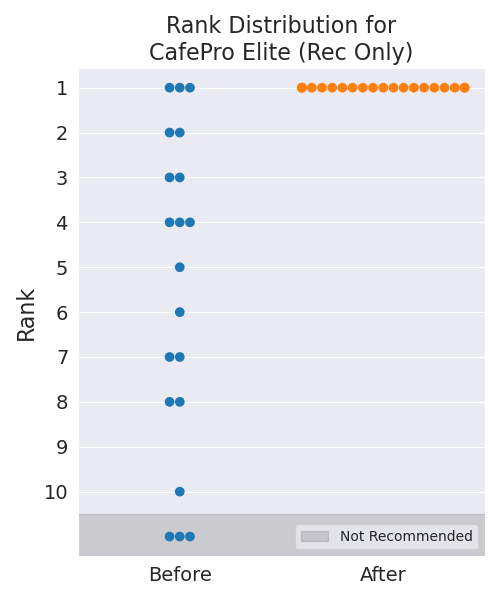 Rank Distribution for
CafePro Elite (Rec Only)
Rank
1
2
3
4
5
6
7
8
9
10
Not Recommended
Before
After